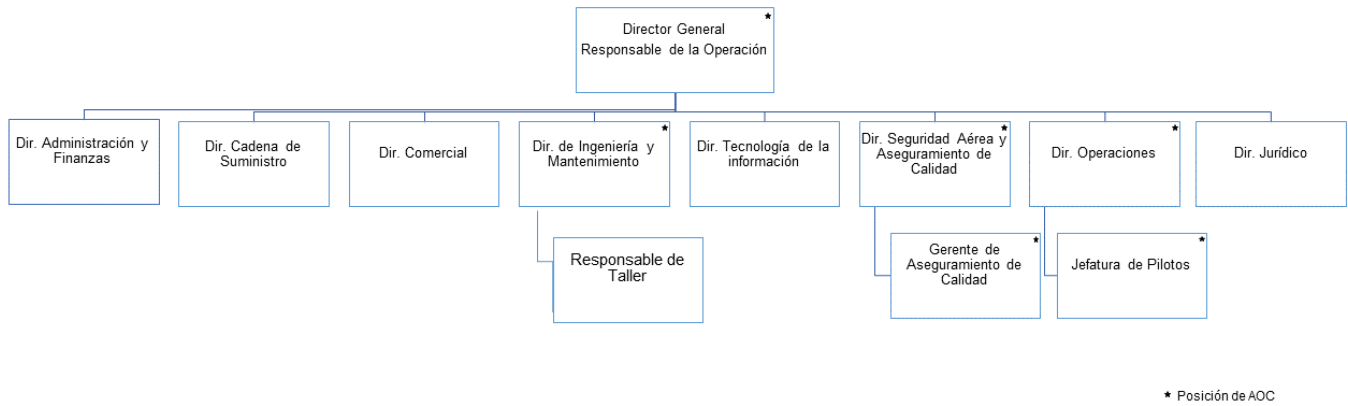 ★
Director General
Responsable de la Operación
Dir. Administración y
Finanzas
Dir. Cadena de
Suministro
Dir. Comercial
★
Dir. de Ingeniería y
Mantenimiento
Dir. Tecnología de la
información
★
Dir. Seguridad Aérea y
Aseguramiento de
Calidad
★
Dir. Operaciones
Dir. Jurídico
Responsable de
Taller
★
Gerente de
Aseguramiento de
Calidad
★
Jefatura de Pilotos
★ Posición de AOC